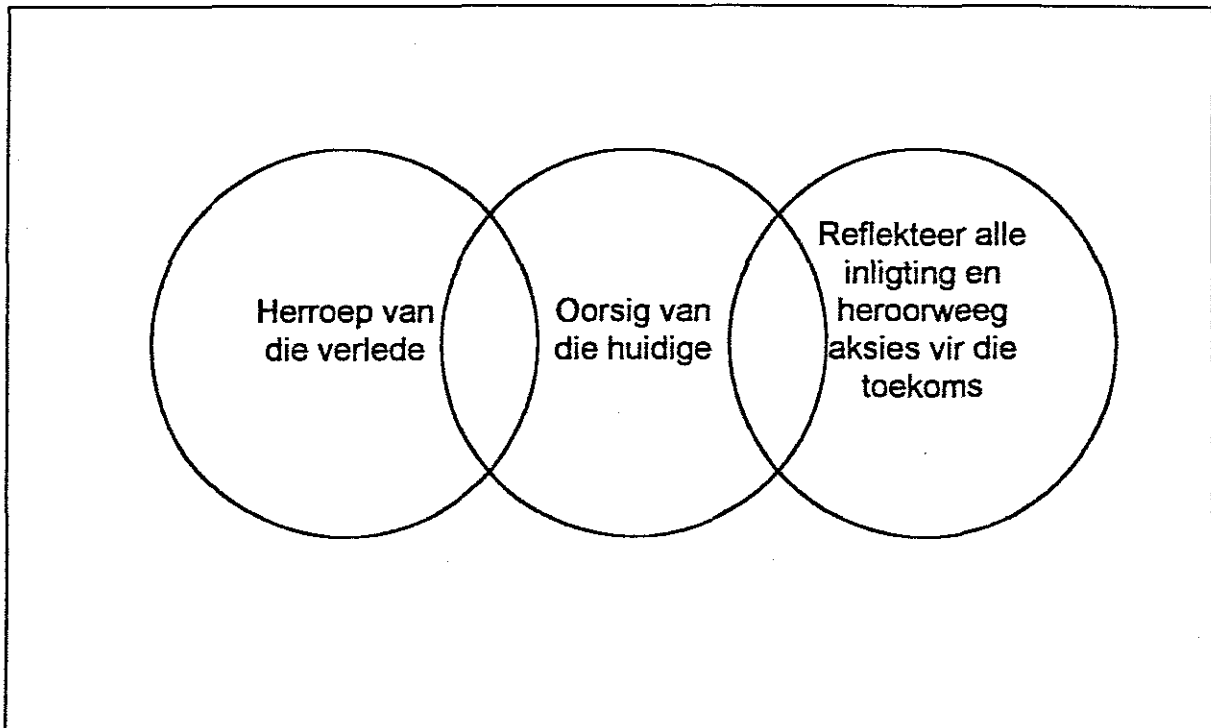 Herroep van
die verlede
Oorsig van
die huidige
Reflekteer alle
inligting en
heroorweeg
aksies vir die
toekoms